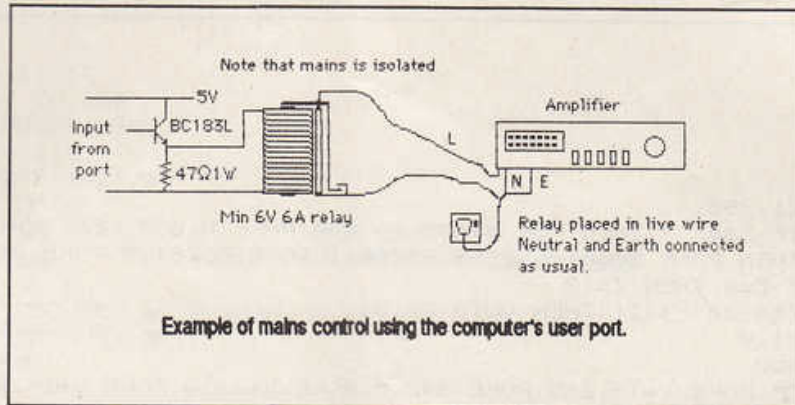 Note that mains is isolated
5V
Amplifier
Input
from
port
BC183L
L
47Ω1W
N E
Min 6V 6A relay
Relay placed in live wire
Neutral and Earth connected
as usual.
Example of mains control using the computer's user port.